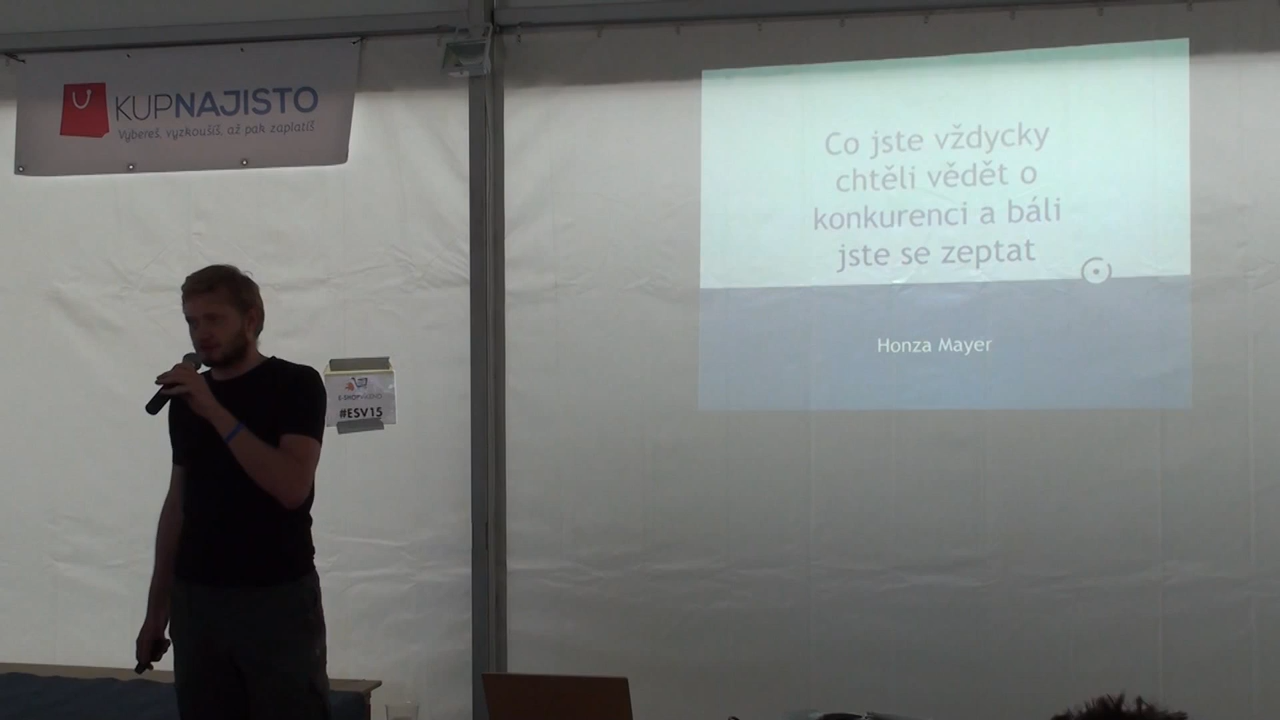 KUPNAJISTO
Vybereš, vyzkoušíš, až pak zaplatíš
Co jste vždycky
chtěli vědět o
konkurenci a báli
jste se zeptat
Honza Mayer
#ESV15